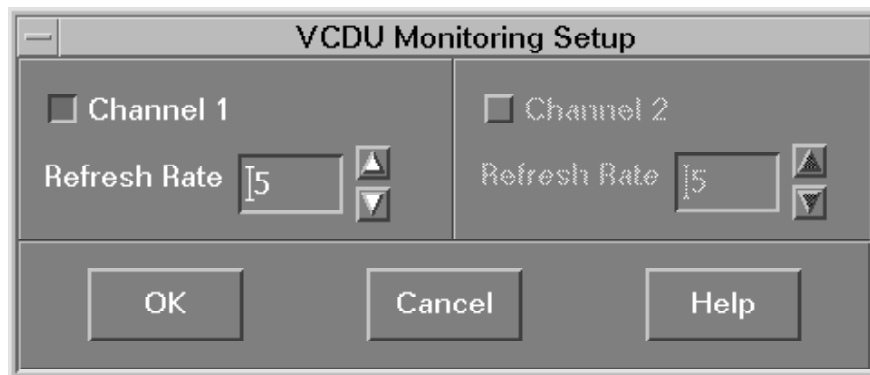 VCDU Monitoring Setup
Channel 1
Refresh Rate 5
Channel 2
Refresh Rate 5
OK Cancel Help